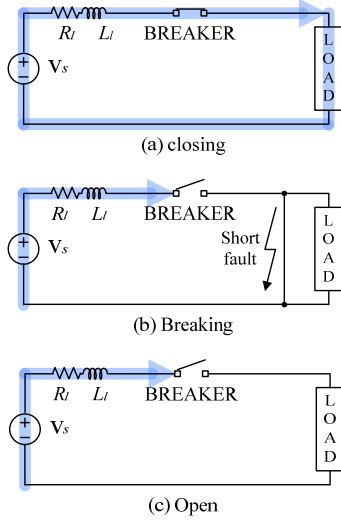 Rl Ll BREAKER
+
−
Vs
L
O
A
D
(a) closing
Rl Ll BREAKER
+
−
Vs
Short
fault
L
O
A
D
(b) Breaking
Rl Ll BREAKER
+
−
Vs
L
O
A
D
(c) Open